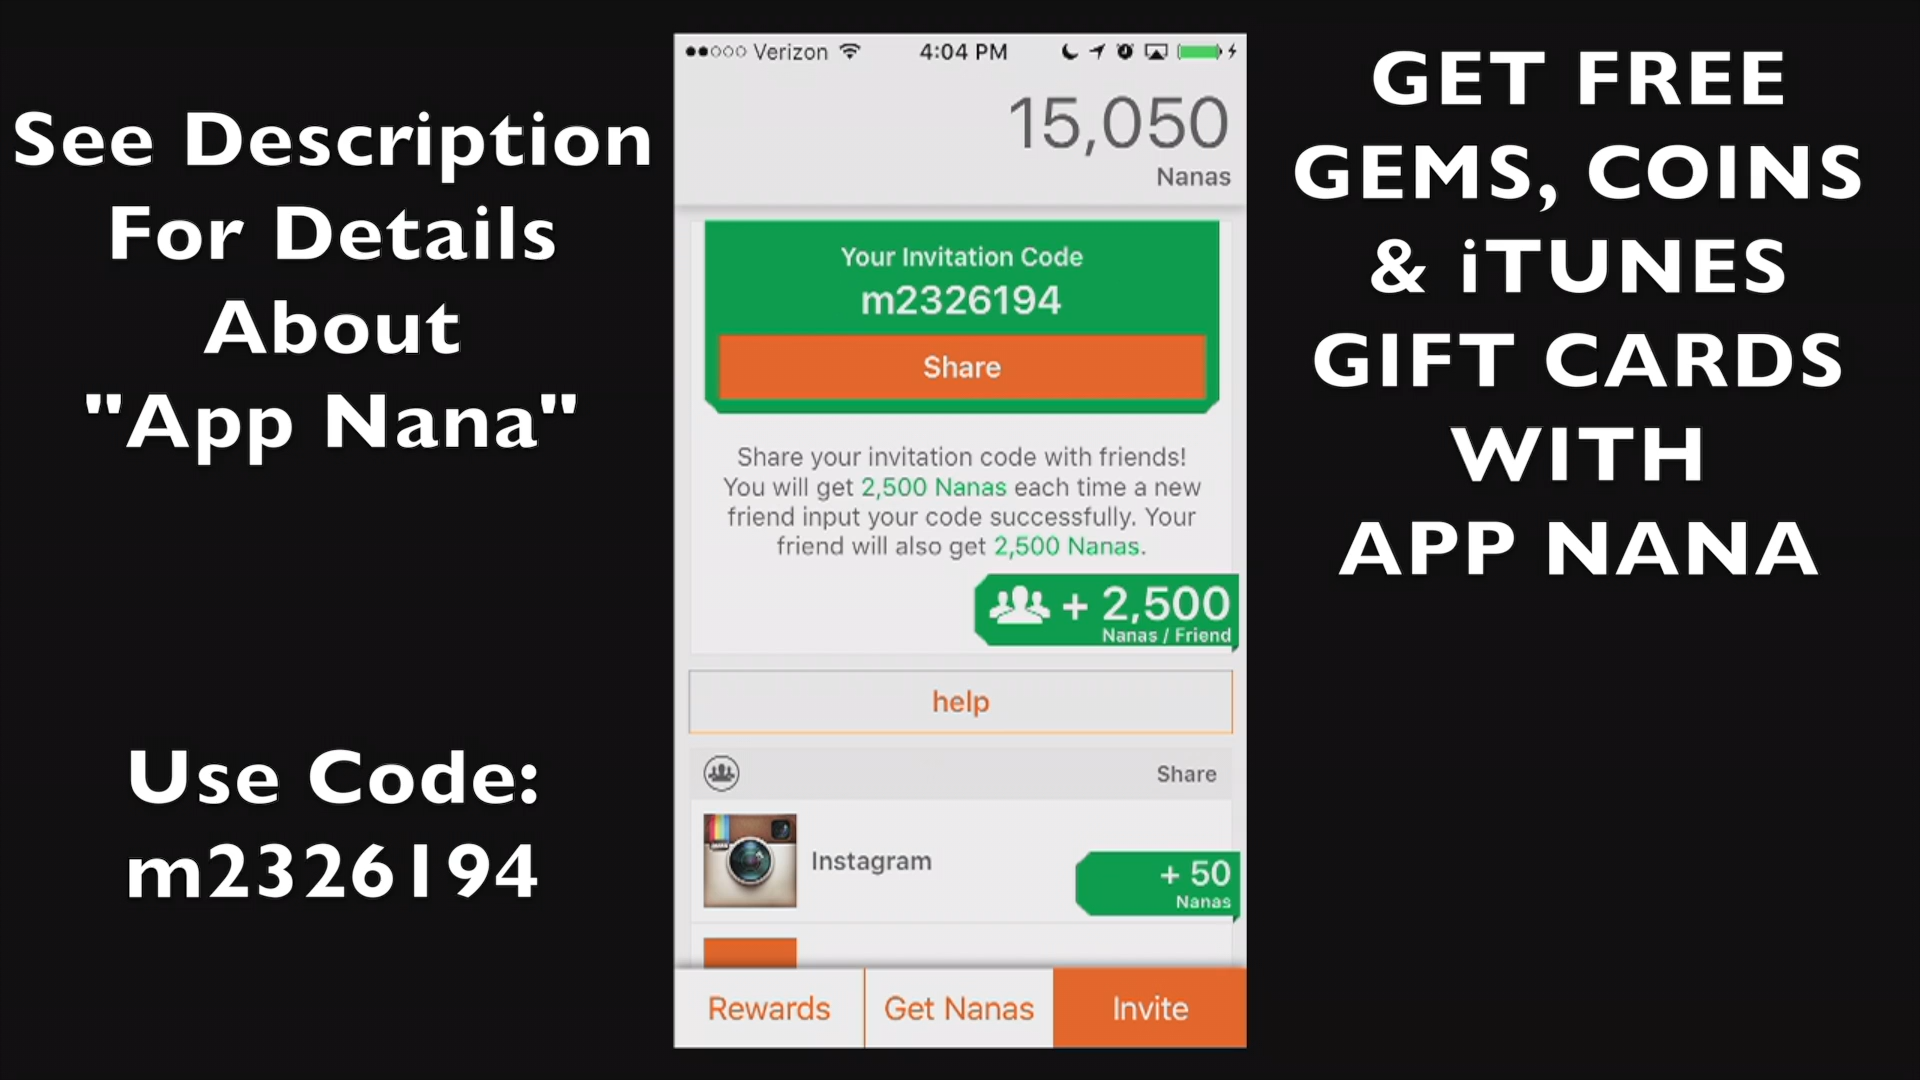 See Description
For Details
About
"App Nana"
Use Code:
m2326194
Verizon 4:04 PM
15,050
Nanas
Your Invitation Code
m2326194
Share
Share your invitation code with friends!
You will get 2,500 Nanas each time a new
friend input your code successfully. Your
friend will also get 2,500 Nanas.
+ 2,500
Nanas / Friend
help
Share
Instagram
+ 50
Nanas
Rewards Get Nanas Invite
GET FREE
GEMS, COINS
& iTUNES
GIFT CARDS
WITH
APP NANA